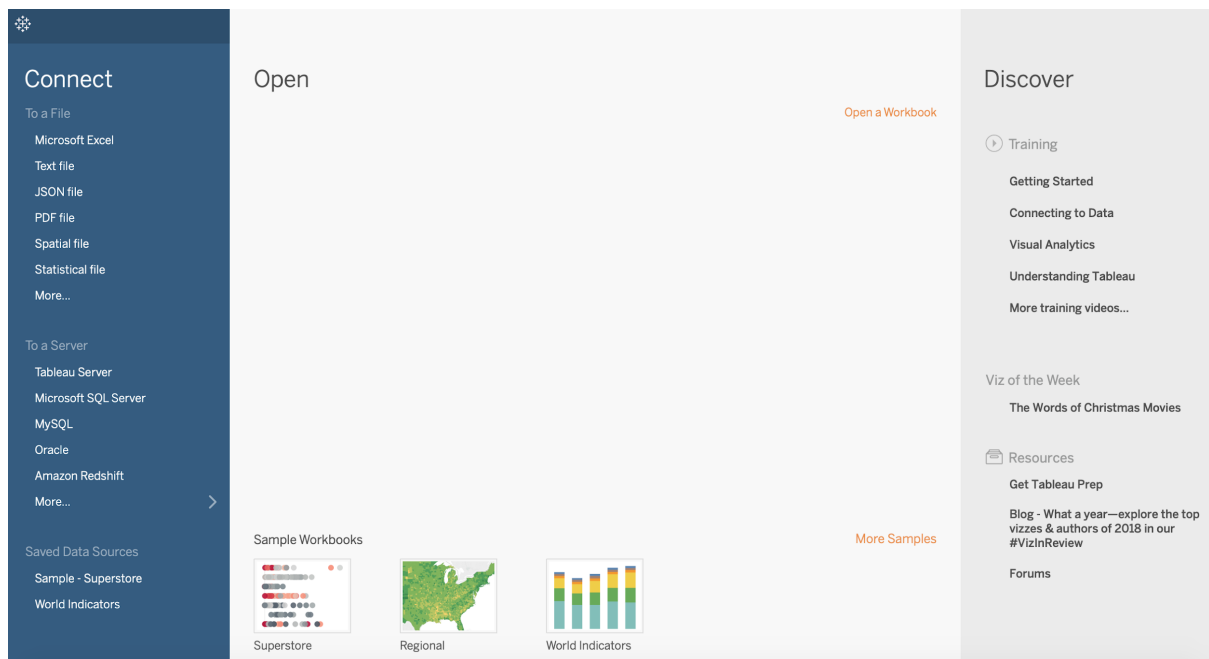 Connect
To a File
Microsoft Excel
Text file
JSON file
PDF file
Spatial file
Statistical file
More...
To a Server
Tableau Server
Microsoft SQL Server
MySQL
Oracle
Amazon Redshift
More...
Saved Data Sources
Sample - Superstore
World Indicators
Open
Open a Workbook
Sample Workbooks
More Samples
Superstore
Regional
World Indicators
Discover
Training
Getting Started
Connecting to Data
Visual Analytics
Understanding Tableau
More training videos...
Viz of the Week
The Words of Christmas Movies
Resources
Get Tableau Prep
Blog - What a year—explore the top
vizzes & authors of 2018 in our
#VizInReview
Forums